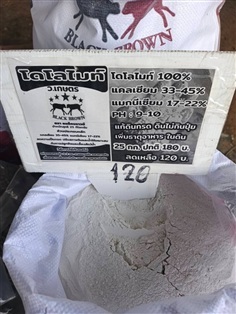 BLACK BROWN
โดโลไมท์
ว.เกษตร
BLACK BROWN
โดโลไมท์ 100%
แคลเซียม 33-45%
แมกนีเซียม 17-22%
PH : 9-10
แก้ดินกรด ดินไม่กินปุ๋ย
เพิ่มธาตุอาหาร ในดิน
25 กก. ปกติ 180 บ.
ลดเหลือ 120 บ.
120